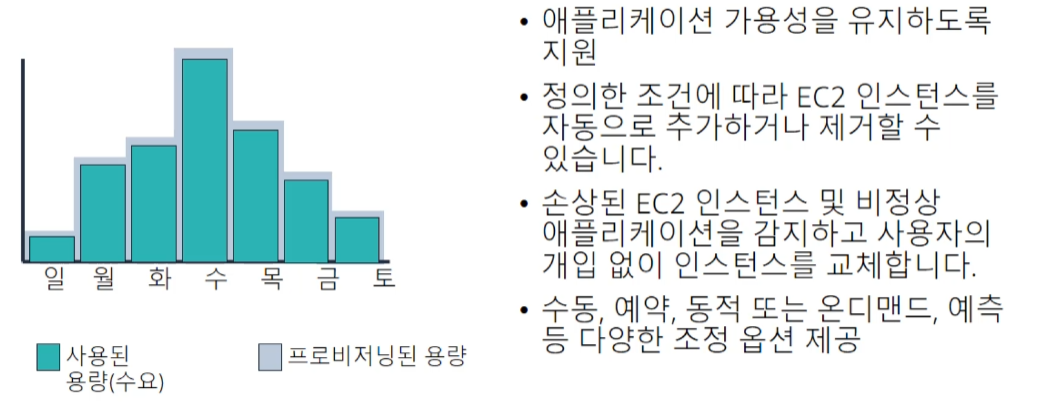 일 월 화 수 목 금 토
사용된
용량(수요)
프로비저닝된 용량
• 애플리케이션 가용성을 유지하도록
지원
• 정의한 조건에 따라 EC2 인스턴스를
자동으로 추가하거나 제거할 수
있습니다.
• 손상된 EC2 인스턴스 및 비정상
애플리케이션을 감지하고 사용자의
개입 없이 인스턴스를 교체합니다.
• 수동, 예약, 동적 또는 온디맨드, 예측
등 다양한 조정 옵션 제공